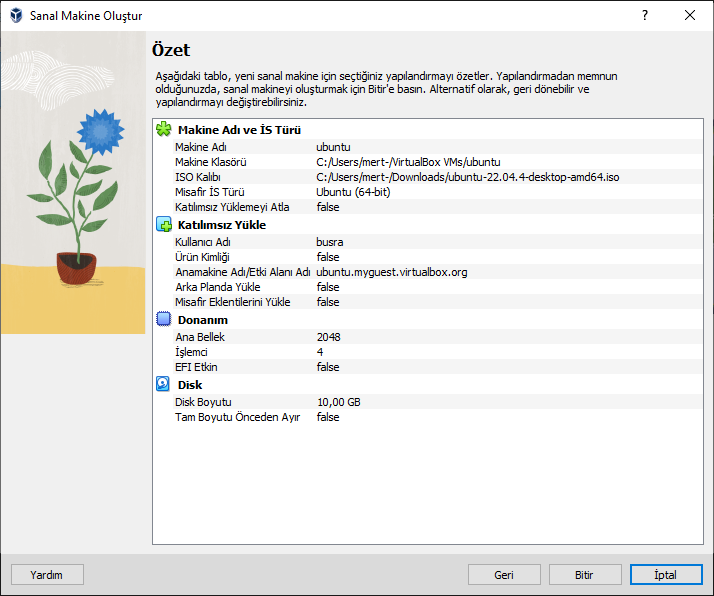 Sanal Makine Oluştur
?
Özet
Aşağıdaki tablo, yeni sanal makine için seçtiğiniz yapılandırmayı özetler. Yapılandırmadan memnun
olduğunuzda, sanal makineyi oluşturmak için Bitir'e basın. Alternatif olarak, geri dönebilir ve
yapılandırmayı değiştirebilirsiniz.
Makine Adı ve İS Türü
Makine Adı ubuntu
Makine Klasörü C:/Users/mert-/VirtualBox VMs/ubuntu
ISO Kalıbı C:/Users/mert-/Downloads/ubuntu-22.04.4-desktop-amd64.iso
Misafir İS Türü Ubuntu (64-bit)
Katılımsız Yüklemeyi Atla false
Katılımsız Yükle
Kullanıcı Adı busra
Ürün Kimliği false
Anamakine Adı/Etki Alanı Adı ubuntu.myguest.virtualbox.org
Arka Planda Yükle false
Misafir Eklentilerini Yükle false
Donanım
Ana Bellek 2048
İşlemci 4
EFI Etkin false
Disk
Disk Boyutu 10,00 GB
Tam Boyutu Önceden Ayır false
Yardım Geri Bitir İptal